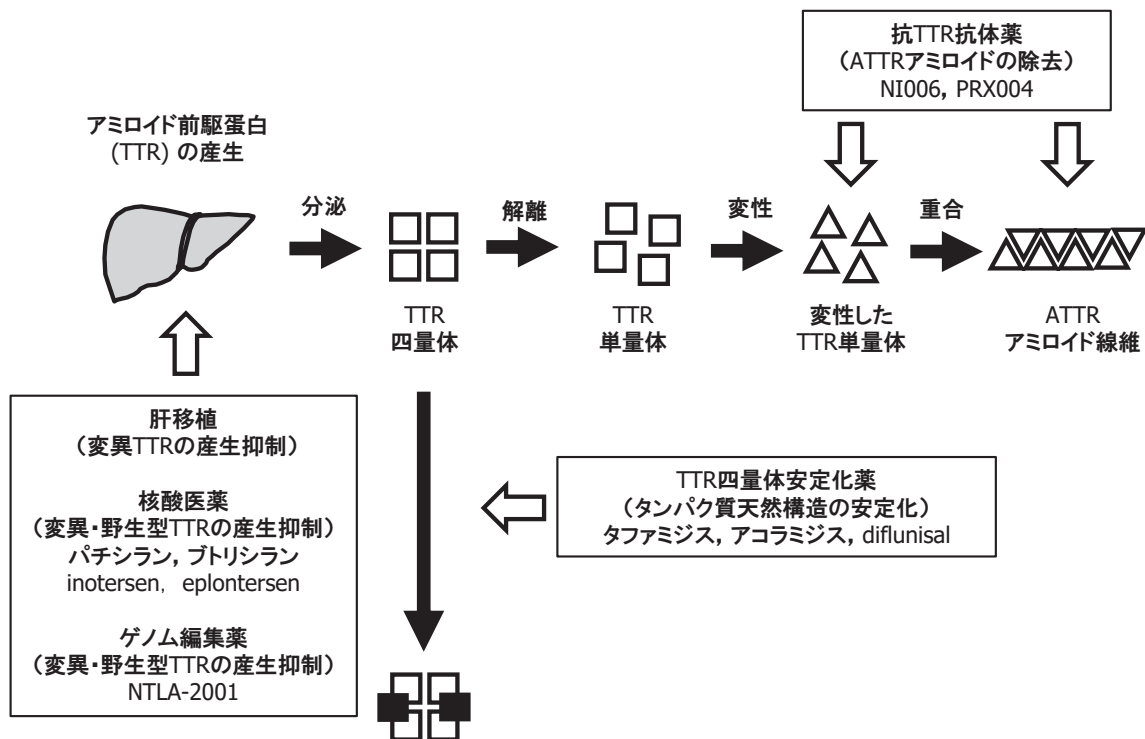 抗TTR抗体薬
（ATTRアミロイドの除去）
NI006, PRX004
アミロイド前駆蛋白
(TTR) の産生
分泌
解離
変性
重合
TTR
四量体
TTR
単量体
変性した
TTR単量体
ATTR
アミロイド線維
肝移植
（変異TTRの産生抑制）
核酸医薬
（変異・野生型TTRの産生抑制）
パチシラン, ブトリシラン
inotersen, eplontersen
ゲノム編集薬
（変異・野生型TTRの産生抑制）
NTLA-2001
TTR四量体安定化薬
（タンパク質天然構造の安定化）
タファミジス, アコラミジス, diflunisal